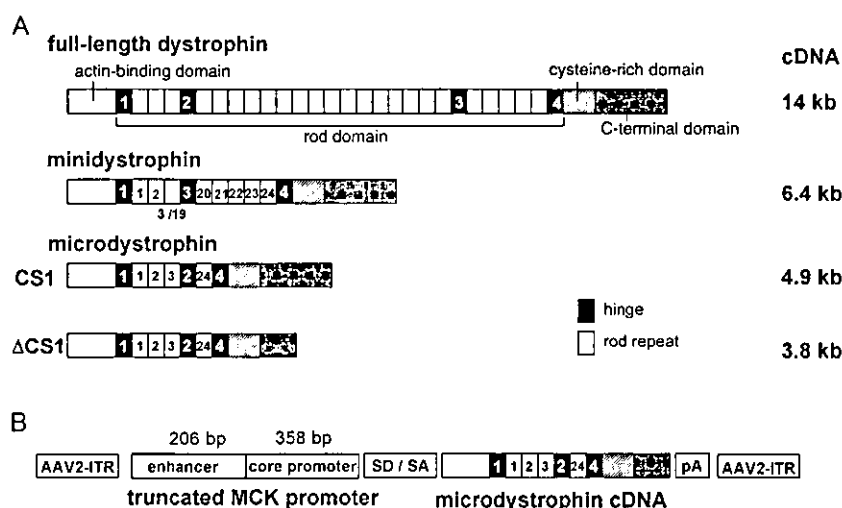 A
full-length dystrophin
cDNA
actin-binding domain
cysteine-rich domain
1 2 3 4
14 kb
rod domain
C-terminal domain
minidystrophin
1 1 2 3 20 21 22 23 24 4
6.4 kb
3 /19
microdystrophin
CS1
1 1 2 3 2 24 4
4.9 kb
hinge
ΔCS1
1 1 2 3 2 24 4
rod repeat
3.8 kb
B
206 bp 358 bp
AAV2-ITR enhancer core promoter SD / SA 1 1 2 3 2 24 4 pA AAV2-ITR
truncated MCK promoter microdystrophin cDNA